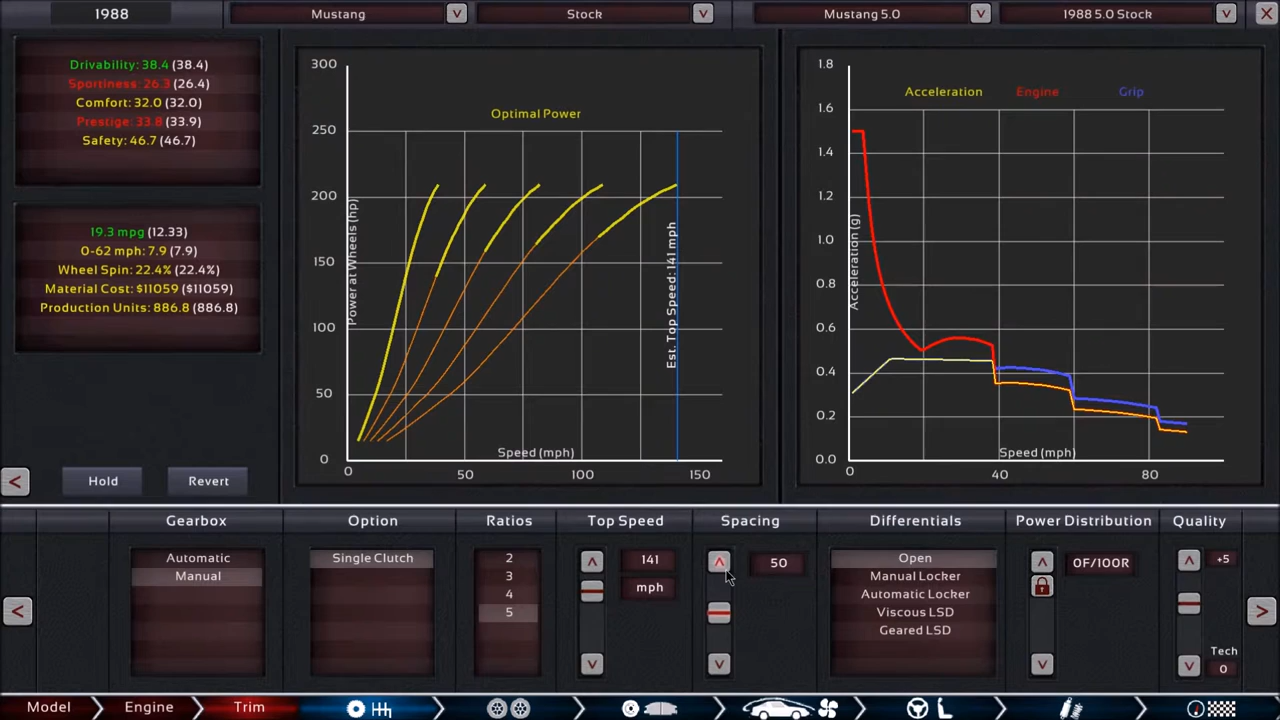 1988
Mustang
Stock
Mustang 5.0
1988 5.0 Stock
Drivability: 38.4 (38.4)
Sportiness: 26.3 (26.4)
Comfort: 32.0 (32.0)
Prestige: 33.8 (33.9)
Safety: 46.7 (46.7)
19.3 mpg (12.33)
0-62 mph: 7.9 (7.9)
Wheel Spin: 22.4% (22.4%)
Material Cost: $11059 ($11059)
Production Units: 886.8 (886.8)
Hold
Revert
Optimal Power
300
250
200
150
100
50
0
Power at Wheels (hp)
Est. Top Speed: 141 mph
Speed (mph)
0
50
100
150
Acceleration
Engine
Grip
1.8
1.6
1.4
1.2
1.0
0.8
0.6
0.4
0.2
0.0
Acceleration (g)
Speed (mph)
0
40
80
Gearbox
Automatic
Manual
Option
Single Clutch
Ratios
2
3
4
5
Top Speed
141
mph
Spacing
50
Differentials
Open
Manual Locker
Automatic Locker
Viscous LSD
Geared LSD
Power Distribution
0F/100R
Quality
+5
Tech
0
Model
Engine
Trim